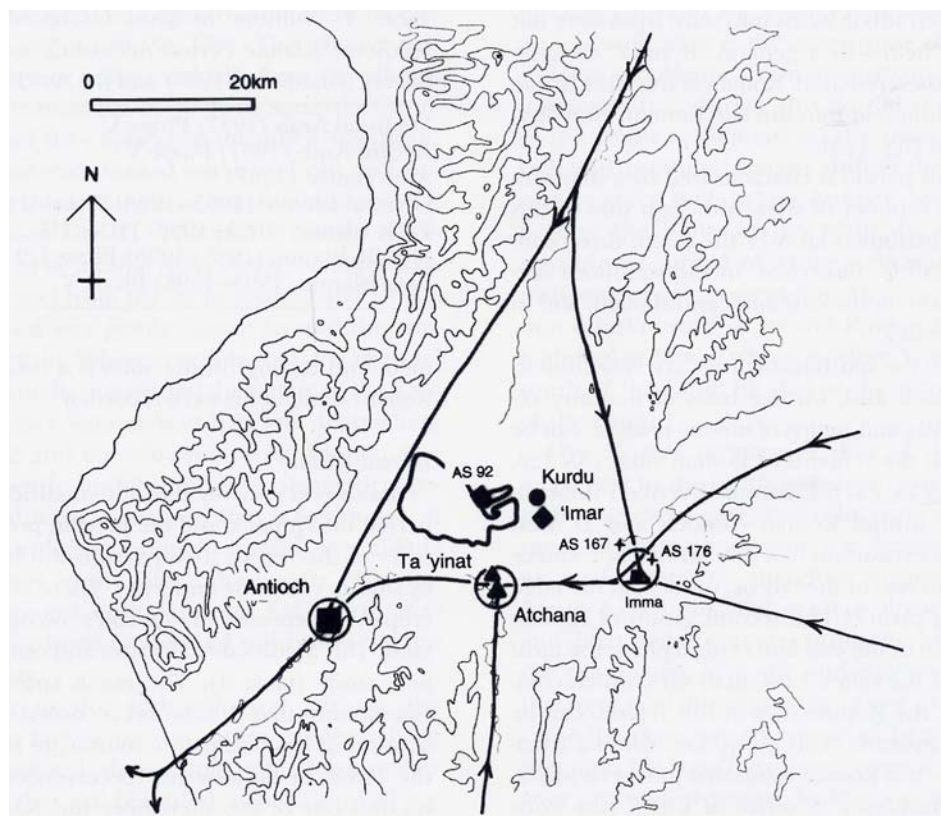 0
20km
N
AS 92
Kurdu
'Imar
AS 167
AS 176
Ta 'yinat
Antioch
Atchana
Imma